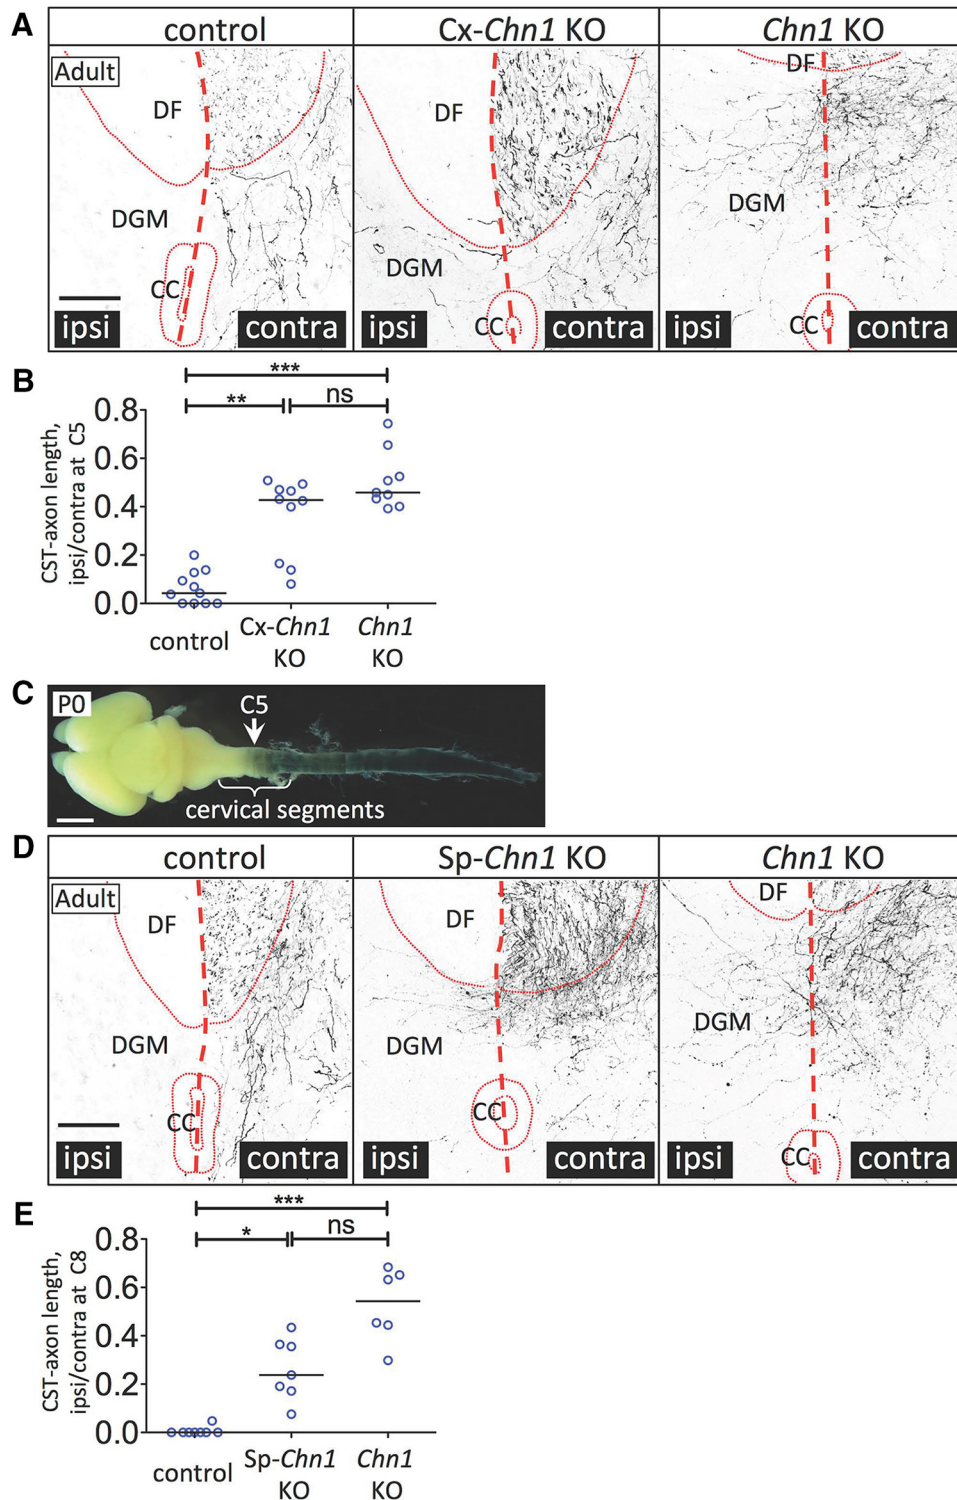 A
control
Cx-Chn1 KO
Chn1 KO
Adult
DF
DF
DF
DGM
DGM
DGM
CC
CC
CC
ipsi
contra
ipsi
contra
ipsi
contra
B
***
**
ns
CST-axon length,
ipsi/contra at C5
0.8
0.6
0.4
0.2
0.0
control
Cx-Chn1
KO
Chn1
KO
C
P0
C5
cervical segments
D
control
Sp-Chn1 KO
Chn1 KO
Adult
DF
DF
DF
DGM
DGM
DGM
CC
CC
CC
ipsi
contra
ipsi
contra
ipsi
contra
E
***
*
ns
CST-axon length,
ipsi/contra at C8
0.8
0.6
0.4
0.2
0.0
control
Sp-Chn1
KO
Chn1
KO